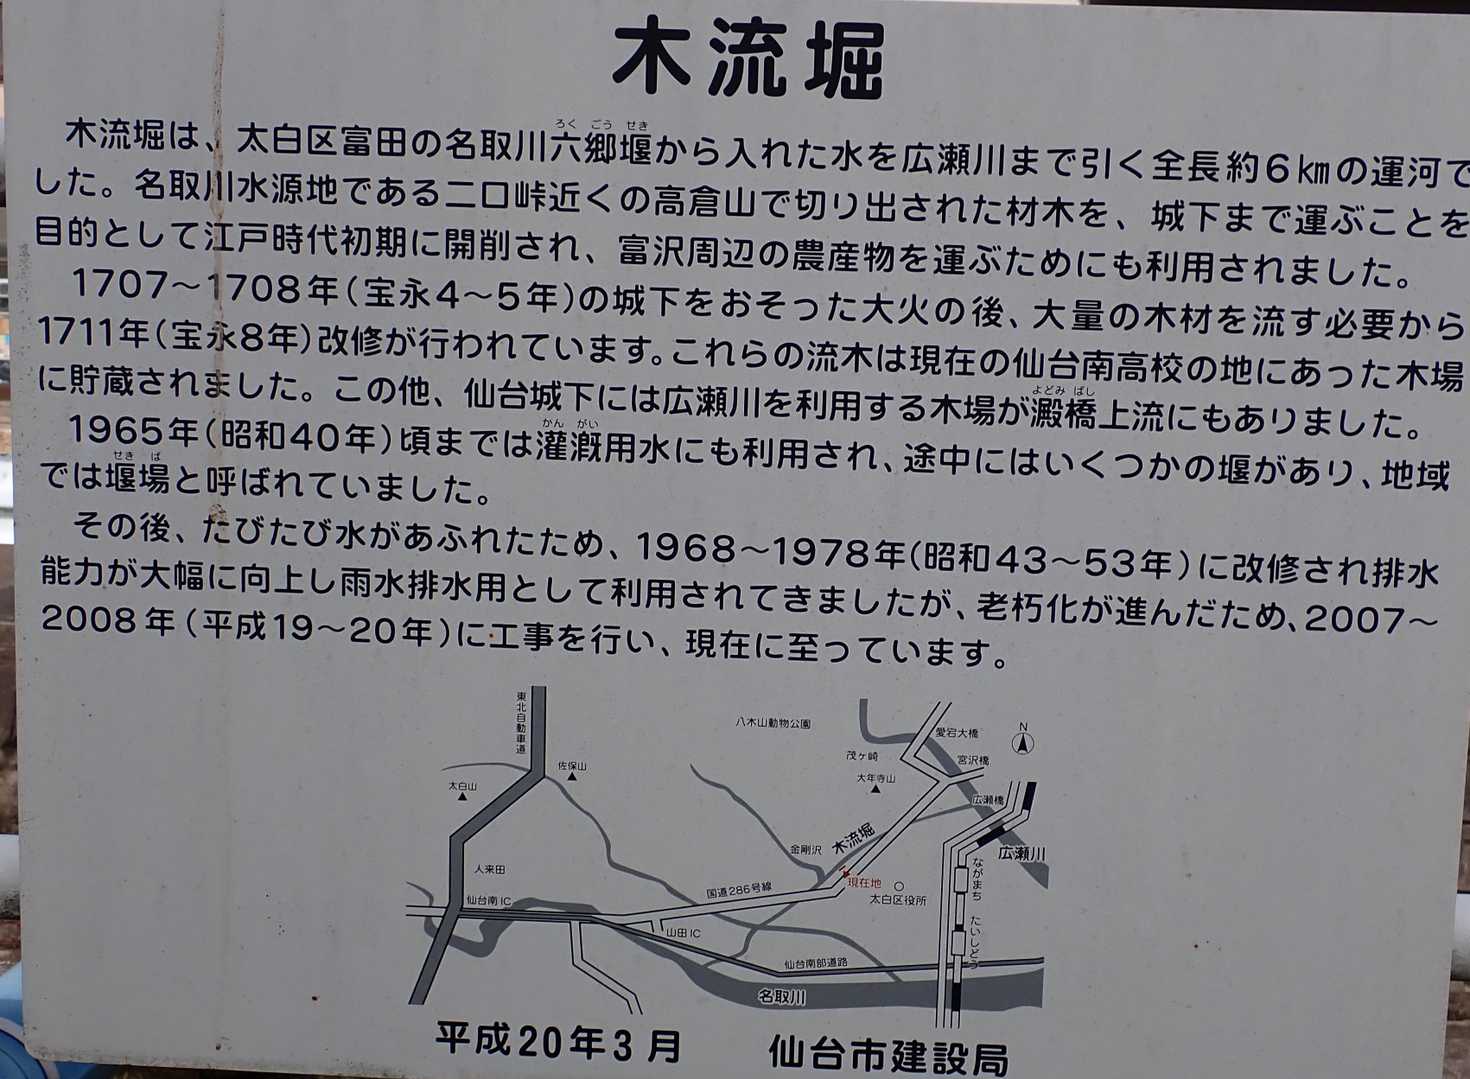 木流堀
木流堀は、太白区富田の名取川六郷堰から入れた水を広瀬川まで引く全長約6㎞の運河で
ろく ごう せき
した。名取川水源地である二口峠近くの高倉山で切り出された材木を、城下まで運ぶことを
目的として江戸時代初期に開削され、富沢周辺の農産物を運ぶためにも利用されました。
1707～1708年(宝永4～5年)の城下をおそった大火の後、大量の木材を流す必要から
1711年(宝永8年)改修が行われています。これらの流木は現在の仙台南高校の地にあった木場
に貯蔵されました。この他、仙台城下には広瀬川を利用する木場が澱橋上流にもありました。
よどみ ばし
1965年(昭和40年)頃までは灌漑用水にも利用され、途中にはいくつかの堰があり、地域
かん がい
では堰場と呼ばれていました。
せき ば
その後、たびたび水があふれたため、1968～1978年(昭和43～53年)に改修され排水
能力が大幅に向上し雨水排水用として利用されてきましたが、老朽化が進んだため、2007～
2008年(平成19～20年)に工事を行い、現在に至っています。
東北自動車道
八木山動物公園
愛宕大橋
N
茂ヶ崎
宮沢橋
佐保山
太白山
大年寺山
広瀬橋
木流堀
金剛沢
広瀬川
人来田
現在地
ながまち
国道286号線
太白区役所
仙台南IC
山田IC
たいしどう
仙台南部道路
名取川
平成20年3月
仙台市建設局